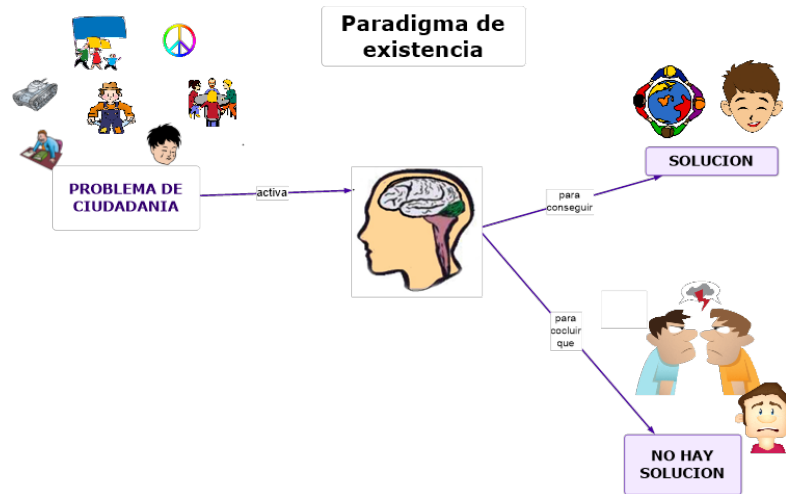 Paradigma de
existencia
SOLUCION
PROBLEMA DE
CIUDADANIA
activa
para
conseguir
para
cocluir
que
NO HAY
SOLUCION